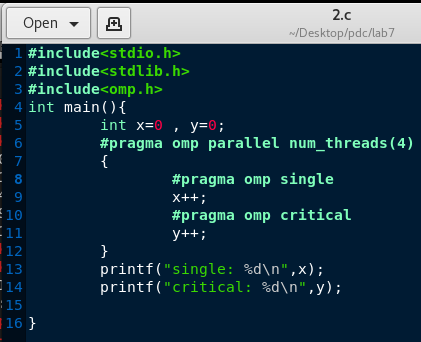 Open
2.c
~/Desktop/pdc/lab7
1 #include<stdio.h>
2 #include<stdlib.h>
3 #include<omp.h>
4 int main(){
5 int x=0 , y=0;
6 #pragma omp parallel num_threads(4)
7 {
8 #pragma omp single
9 x++;
10 #pragma omp critical
11 y++;
12 }
13 printf("single: %d\n",x);
14 printf("critical: %d\n",y);
15
16 }